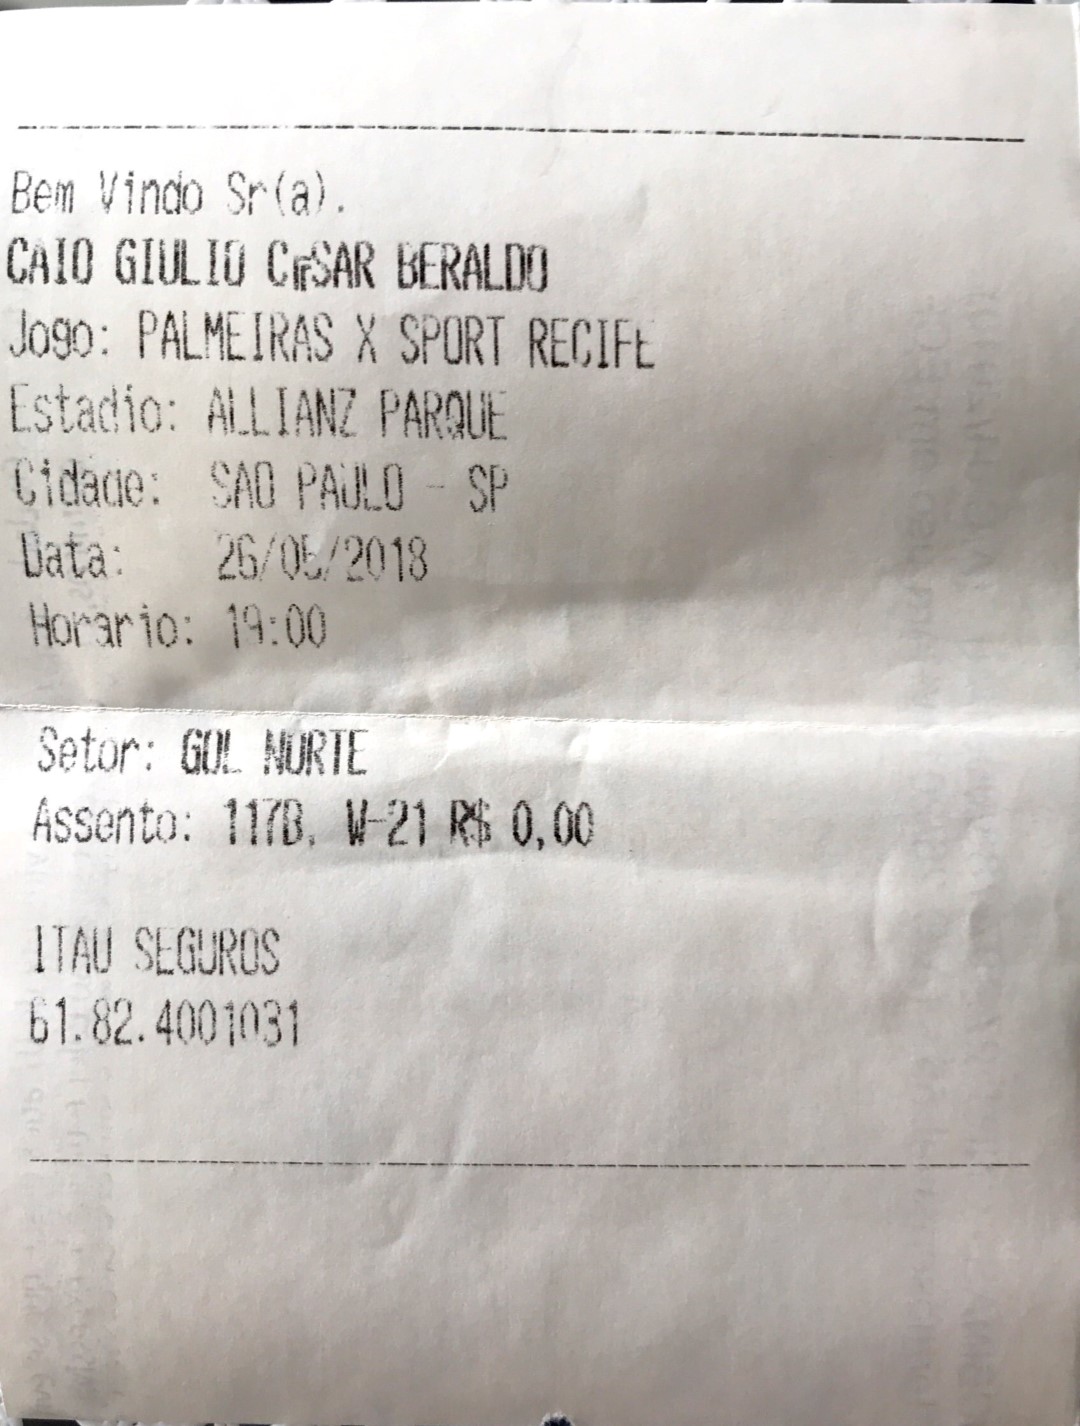 Bem Vindo Sr(a).
CAIO GIULIO CrrSAR BERALDO
Jogo: PALMEIRAS X SPORT RECIFE
Estadio: ALLIANZ PARQUE
Cidade: SAO PAULO - SP
Data: 26/05/2018
Horario: 19:00
Setor: GOL NORTE
Assento: 117B, W-21 R$ 0,00
ITAU SEGUROS
61.82.4001031